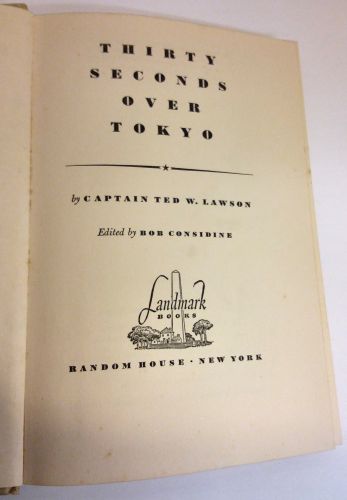 THIRTY
SECONDS
OVER
TOKYO
by CAPTAIN TED W. LAWSON
Edited by BOB CONSIDINE
Landmark
BOOKS
RANDOM HOUSE · NEW YORK